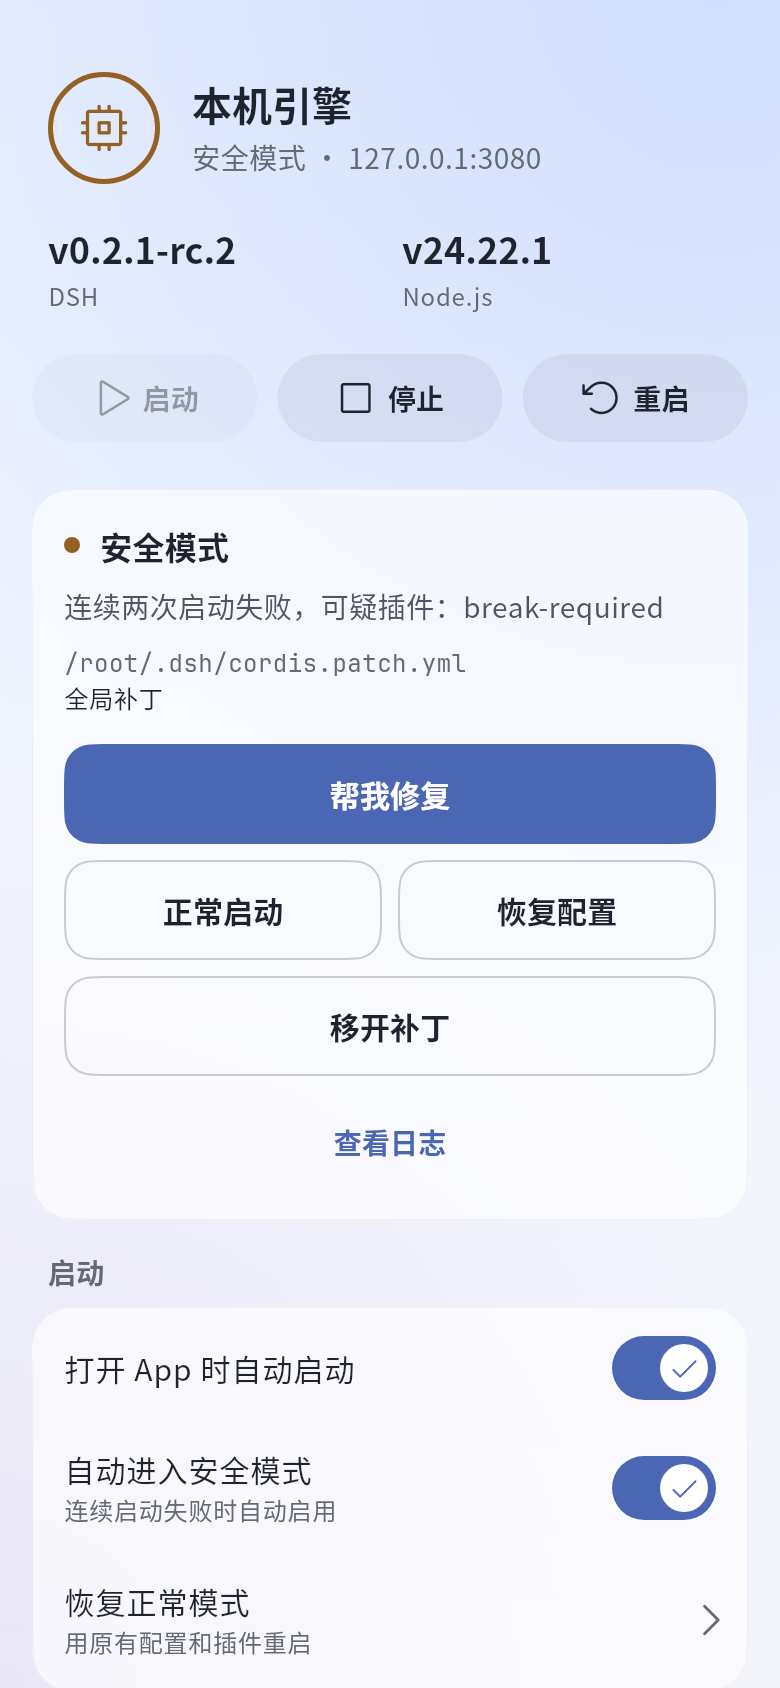 本机引擎
安全模式 · 127.0.0.1:3080
v0.2.1-rc.2
DSH
v24.22.1
Node.js
启动
停止
重启
安全模式
连续两次启动失败，可疑插件：break-required
/root/.dsh/cordis.patch.yml
全局补丁
帮我修复
正常启动
恢复配置
移开补丁
查看日志
启动
打开 App 时自动启动
自动进入安全模式
连续启动失败时自动启用
恢复正常模式
用原有配置和插件重启